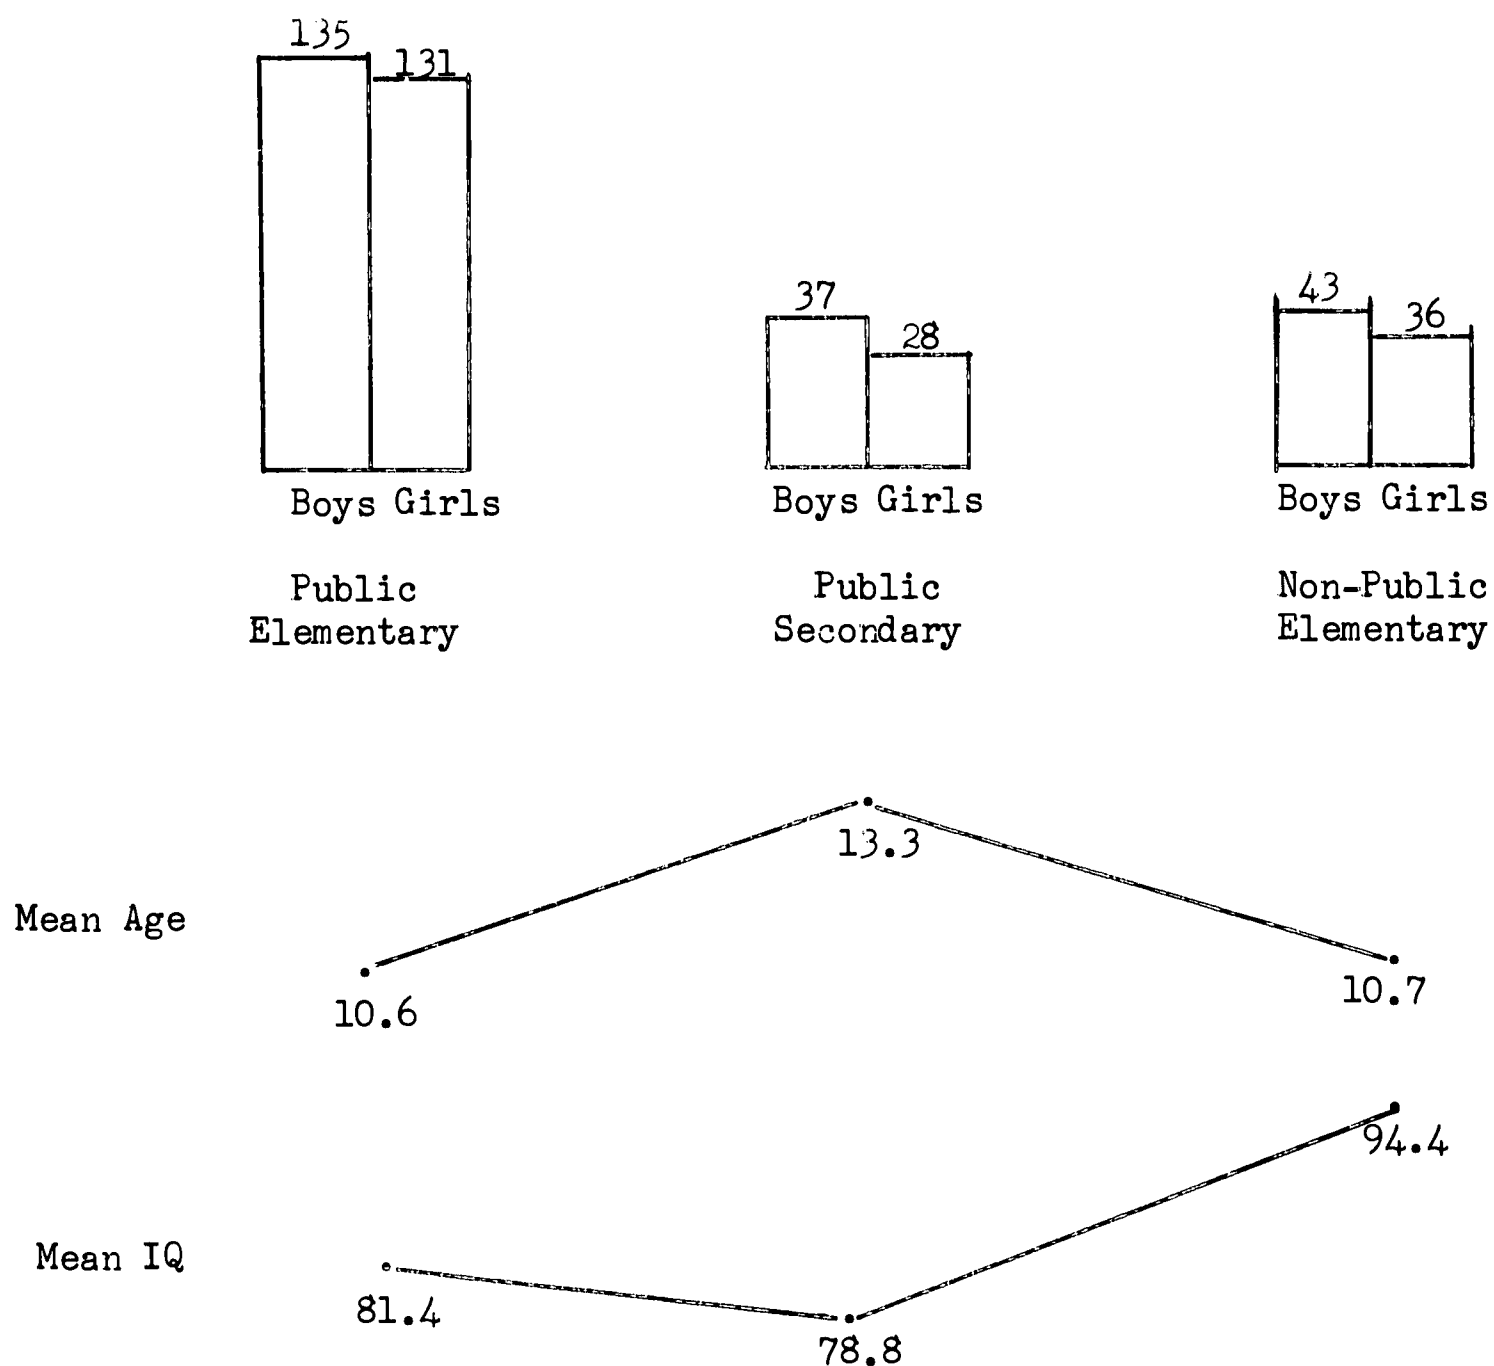 135
131
37
28
43
36
Boys Girls
Boys Girls
Boys Girls
Public
Elementary
Public
Secondary
Non-Public
Elementary
Mean Age
10.6
13.3
10.7
Mean IQ
81.4
78.8
94.4